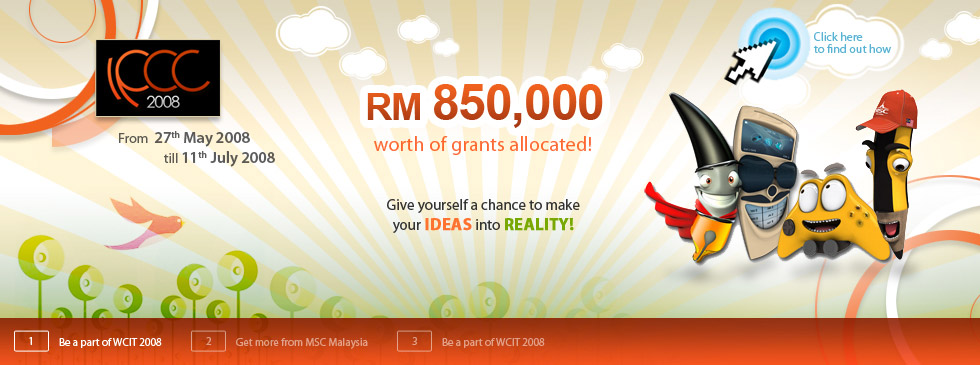 IPCCC
2008
From 27th May 2008
till 11th July 2008
RM 850,000
worth of grants allocated!
Give yourself a chance to make
your IDEAS into REALITY!
Click here
to find out how
1 Be a part of WCIT 2008
2 Get more from MSC Malaysia
3 Be a part of WCIT 2008